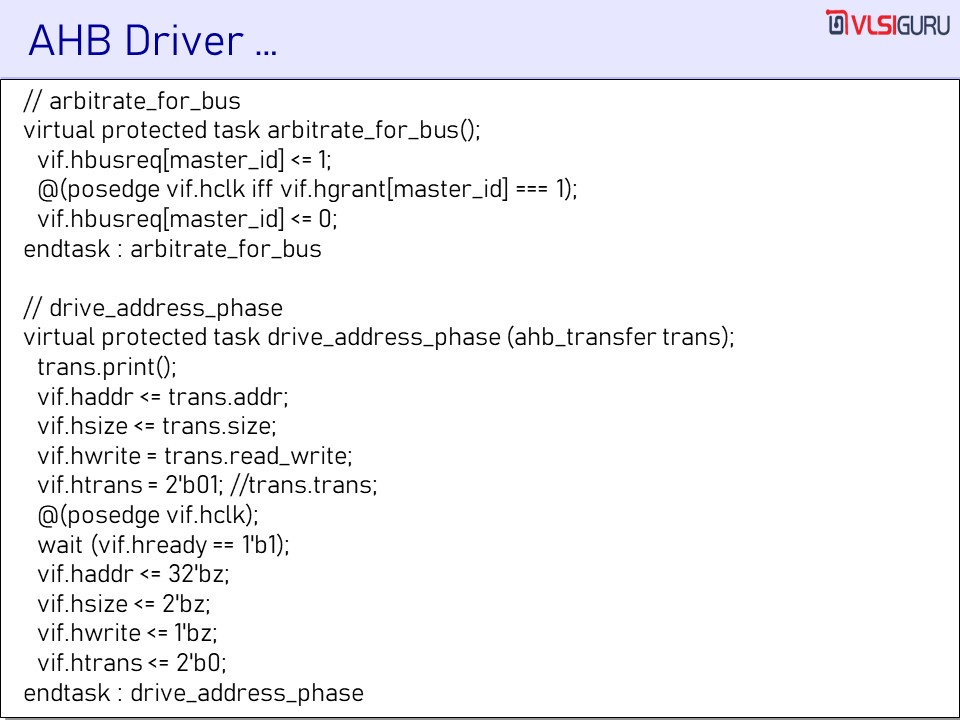 AHB Driver ...
VLSIGURU
// arbitrate_for_bus
virtual protected task arbitrate_for_bus();
vif.hbusreq[master_id] <= 1;
@(posedge vif.hclk iff vif.hgrant[master_id] === 1);
vif.hbusreq[master_id] <= 0;
endtask : arbitrate_for_bus
// drive_address_phase
virtual protected task drive_address_phase (ahb_transfer trans);
trans.print();
vif.haddr <= trans.addr;
vif.hsize <= trans.size;
vif.hwrite = trans.read_write;
vif.htrans = 2'b01; //trans.trans;
@(posedge vif.hclk);
wait (vif.hready == 1'b1);
vif.haddr <= 32'bz;
vif.hsize <= 2'bz;
vif.hwrite <= 1'bz;
vif.htrans <= 2'b0;
endtask : drive_address_phase